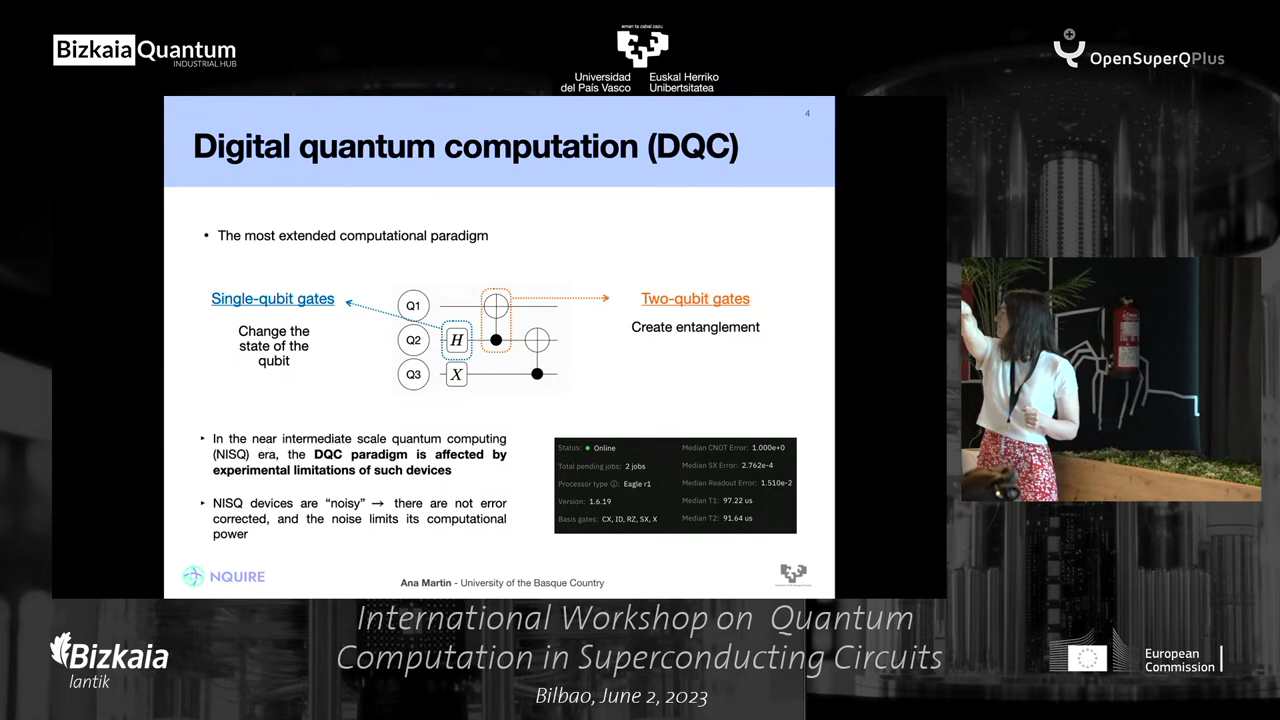 Bizkaia Quantum
INDUSTRIAL HUB
eman ta zabal zazu
Universidad
del País Vasco
Euskal Herriko
Unibertsitatea
OpenSuperQPlus
4
Digital quantum computation (DQC)
• The most extended computational paradigm
Single-qubit gates
Change the
state of the
qubit
Q1
Q2
H
Q3
X
Two-qubit gates
Create entanglement
‣ In the near intermediate scale quantum computing
(NISQ) era, the DQC paradigm is affected by
experimental limitations of such devices
‣ NISQ devices are “noisy” → there are not error
corrected, and the noise limits its computational
power
Status: ● Online
Total pending jobs: 2 jobs
Processor type ⓘ: Eagle r1
Version: 1.6.19
Basis gates: CX, ID, RZ, SX, X
Median CNOT Error: 1.000e+0
Median SX Error: 2.762e-4
Median Readout Error: 1.510e-2
Median T1: 97.22 us
Median T2: 91.64 us
NQUIRE
Ana Martin - University of the Basque Country
International Workshop on Quantum
Computation in Superconducting Circuits
Bilbao, June 2, 2023
Bizkaia
lantik
European
Commission